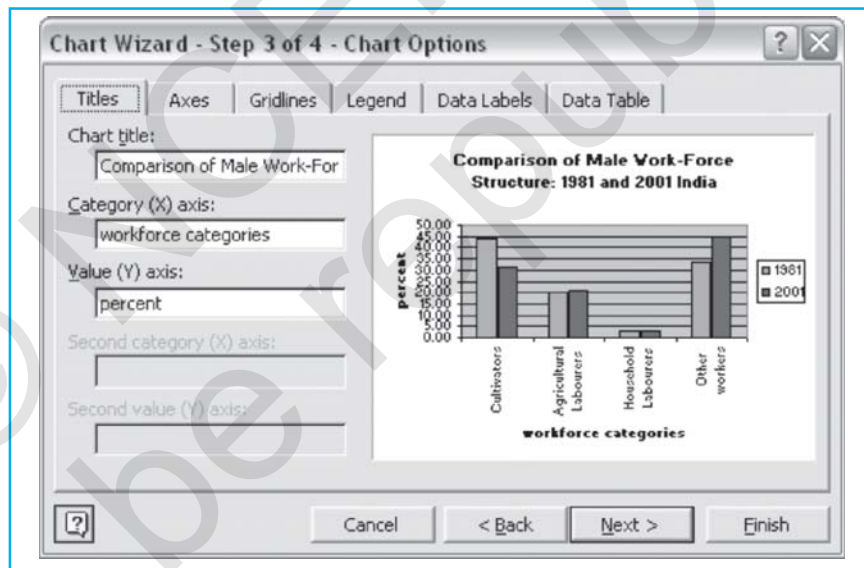 Chart Wizard - Step 3 of 4 - Chart Options
Titles
Axes
Gridlines
Legend
Data Labels
Data Table
Chart title:
Comparison of Male Work-For
Category (X) axis:
workforce categories
Value (Y) axis:
percent
Second category (X) axis:
Second value (Y) axis:
Comparison of Male Work-Force
Structure: 1981 and 2001 India
percent
50.00
45.00
40.00
35.00
30.00
25.00
20.00
15.00
10.00
5.00
0.00
Cultivators
Agricultural
Labourers
Household
Labourers
Other
workers
workforce categories
1981
2001
Cancel
< Back
Next >
Finish
© NCE
be repub